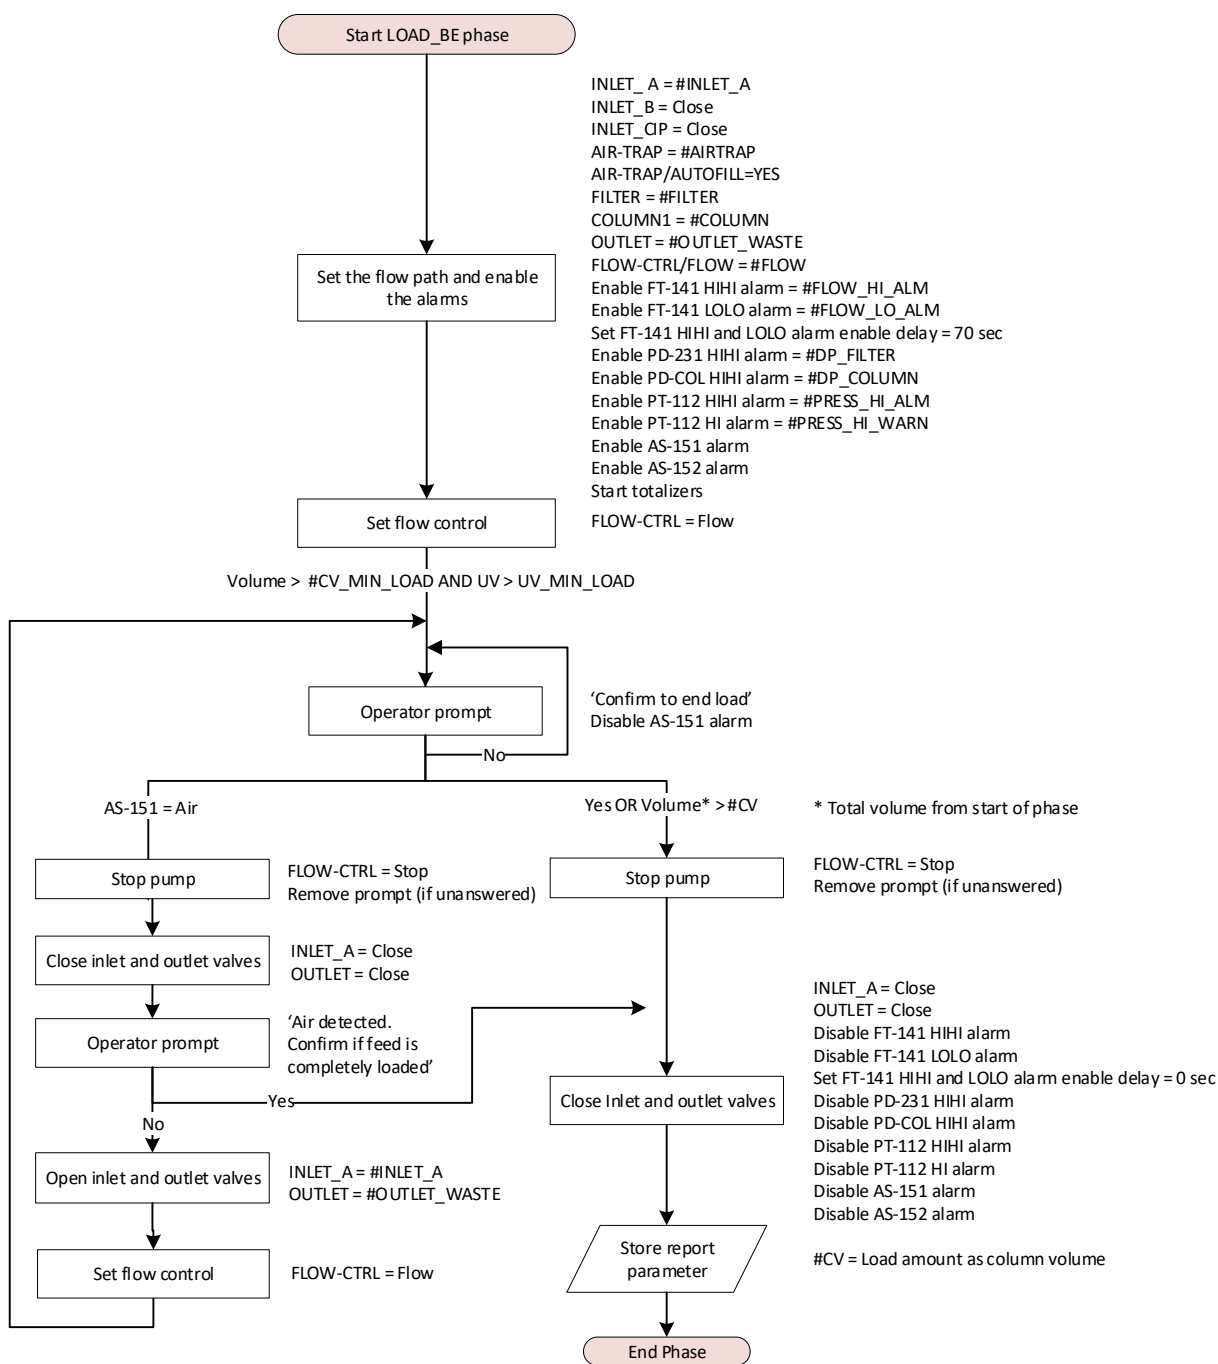 Start LOAD_BE phase
INLET_ A = #INLET_A
INLET_B = Close
INLET_CIP = Close
AIR-TRAP = #AIRTRAP
AIR-TRAP/AUTOFILL=YES
FILTER = #FILTER
COLUMN1 = #COLUMN
OUTLET = #OUTLET_WASTE
FLOW-CTRL/FLOW = #FLOW
Enable FT-141 HIHI alarm = #FLOW_HI_ALM
Enable FT-141 LOLO alarm = #FLOW_LO_ALM
Set FT-141 HIHI and LOLO alarm enable delay = 70 sec
Enable PD-231 HIHI alarm = #DP_FILTER
Enable PD-COL HIHI alarm = #DP_COLUMN
Enable PT-112 HIHI alarm = #PRESS_HI_ALM
Enable PT-112 HI alarm = #PRESS_HI_WARN
Enable AS-151 alarm
Enable AS-152 alarm
Start totalizers
Set the flow path and enable
the alarms
Set flow control
FLOW-CTRL = Flow
Volume > #CV_MIN_LOAD AND UV > UV_MIN_LOAD
Operator prompt
‘Confirm to end load’
Disable AS-151 alarm
No
AS-151 = Air
Yes OR Volume* > #CV
* Total volume from start of phase
Stop pump
FLOW-CTRL = Stop
Remove prompt (if unanswered)
Stop pump
FLOW-CTRL = Stop
Remove prompt (if unanswered)
Close inlet and outlet valves
INLET_A = Close
OUTLET = Close
Operator prompt
‘Air detected.
Confirm if feed is
completely loaded’
Yes
No
Close Inlet and outlet valves
INLET_A = Close
OUTLET = Close
Disable FT-141 HIHI alarm
Disable FT-141 LOLO alarm
Set FT-141 HIHI and LOLO alarm enable delay = 0 sec
Disable PD-231 HIHI alarm
Disable PD-COL HIHI alarm
Disable PT-112 HIHI alarm
Disable PT-112 HI alarm
Disable AS-151 alarm
Disable AS-152 alarm
Open inlet and outlet valves
INLET_A = #INLET_A
OUTLET = #OUTLET_WASTE
Set flow control
FLOW-CTRL = Flow
Store report
parameter
#CV = Load amount as column volume
End Phase